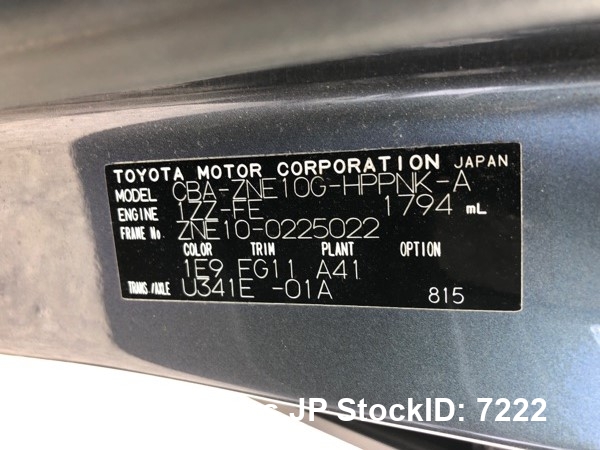 TOYOTA MOTOR CORPORATION JAPAN
MODEL CBA-ZNE10G-HPPNK-A
ENGINE 1ZZ-FE 1794 mL
FRAME No ZNE10-0225022
COLOR TRIM PLANT OPTION
1E9 FG11 A41
TRANS./AXLE U341E -01A 815
JP StockID: 7222